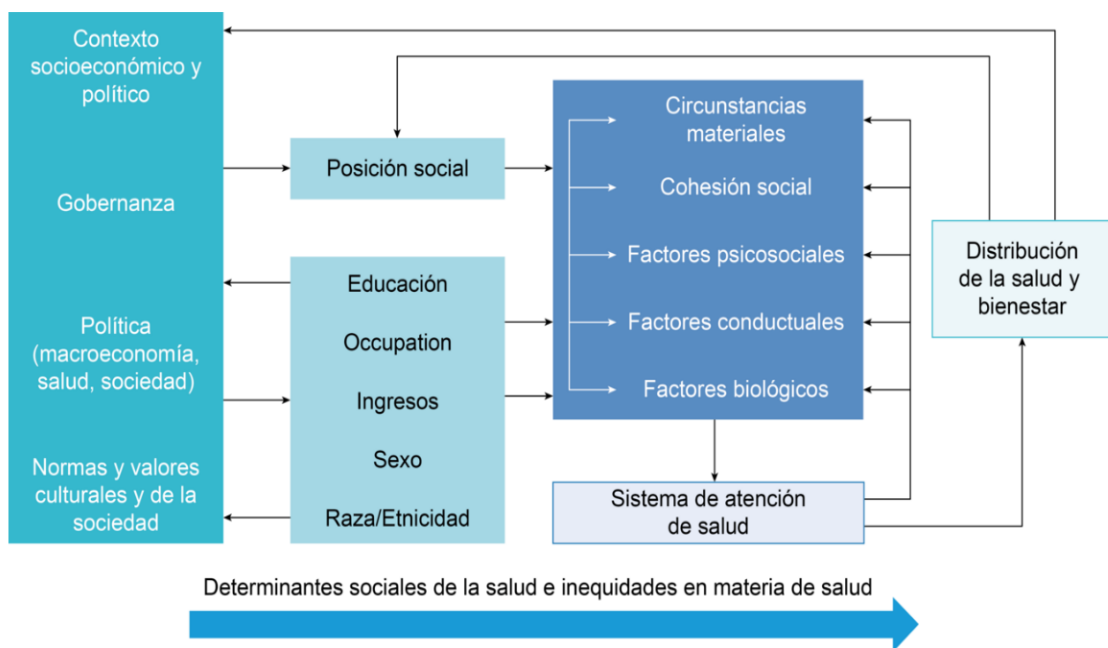 Contexto
socioeconómico y
político
Gobernanza
Política
(macroeconomía,
salud, sociedad)
Normas y valores
culturales y de la
sociedad
Posición social
Educación
Occupation
Ingresos
Sexo
Raza/Etnicidad
Circunstancias
materiales
Cohesión social
Factores psicosociales
Factores conductuales
Factores biológicos
Sistema de atención
de salud
Distribución
de la salud y
bienestar
Determinantes sociales de la salud e inequidades en materia de salud